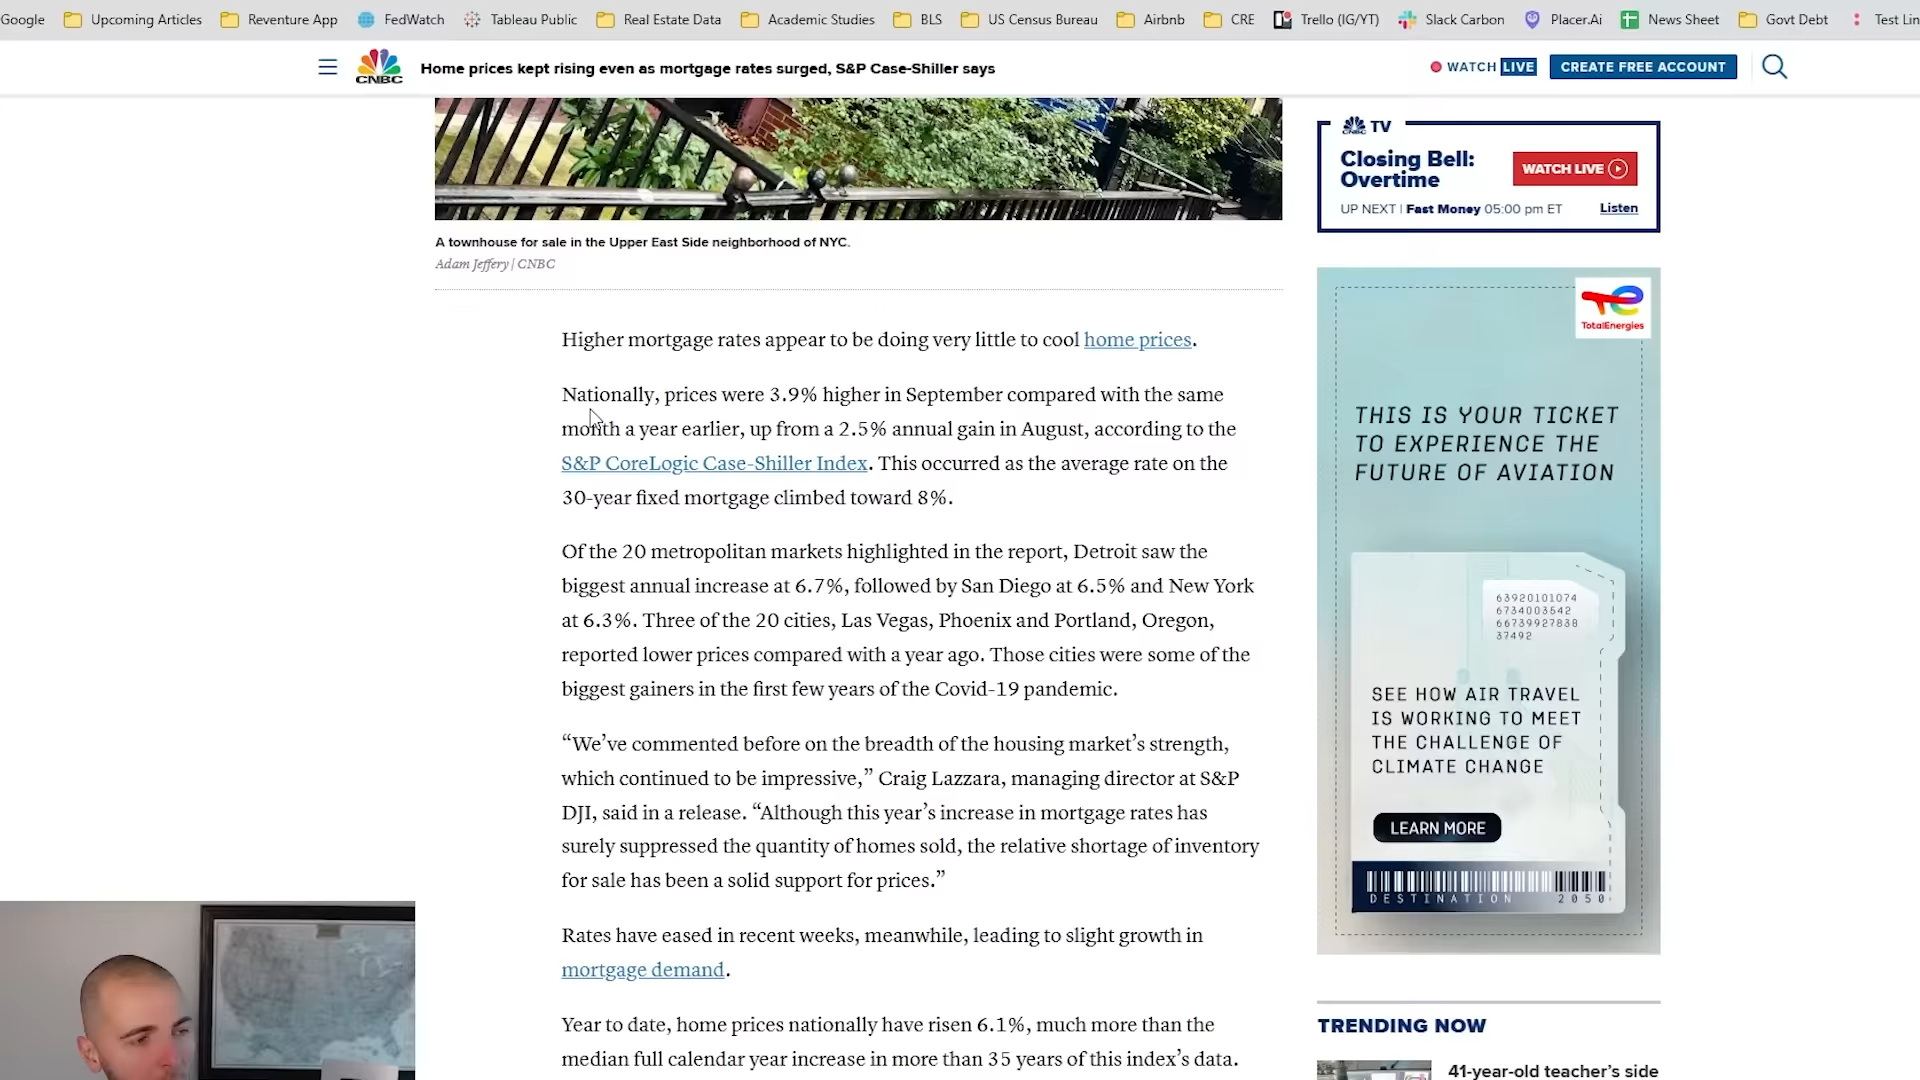 Google
Upcoming Articles
Reventure App
FedWatch
Tableau Public
Real Estate Data
Academic Studies
BLS
US Census Bureau
Airbnb
CRE
Trello (IG/YT)
Slack Carbon
Placer.Ai
News Sheet
Govt Debt
Test Lin
CNBC
Home prices kept rising even as mortgage rates surged, S&P Case-Shiller says
WATCH LIVE
CREATE FREE ACCOUNT
A townhouse for sale in the Upper East Side neighborhood of NYC.
Adam Jeffery | CNBC
Higher mortgage rates appear to be doing very little to cool home prices.
Nationally, prices were 3.9% higher in September compared with the same
month a year earlier, up from a 2.5% annual gain in August, according to the
S&P CoreLogic Case-Shiller Index. This occurred as the average rate on the
30-year fixed mortgage climbed toward 8%.
Of the 20 metropolitan markets highlighted in the report, Detroit saw the
biggest annual increase at 6.7%, followed by San Diego at 6.5% and New York
at 6.3%. Three of the 20 cities, Las Vegas, Phoenix and Portland, Oregon,
reported lower prices compared with a year ago. Those cities were some of the
biggest gainers in the first few years of the Covid-19 pandemic.
“We’ve commented before on the breadth of the housing market’s strength,
which continued to be impressive,” Craig Lazzara, managing director at S&P
DJI, said in a release. “Although this year’s increase in mortgage rates has
surely suppressed the quantity of homes sold, the relative shortage of inventory
for sale has been a solid support for prices.”
Rates have eased in recent weeks, meanwhile, leading to slight growth in
mortgage demand.
Year to date, home prices nationally have risen 6.1%, much more than the
median full calendar year increase in more than 35 years of this index’s data.
CNBC TV
Closing Bell:
Overtime
WATCH LIVE
UP NEXT | Fast Money 05:00 pm ET
Listen
TotalEnergies
THIS IS YOUR TICKET
TO EXPERIENCE THE
FUTURE OF AVIATION
63920101074
6734003542
66739927838
37492
SEE HOW AIR TRAVEL
IS WORKING TO MEET
THE CHALLENGE OF
CLIMATE CHANGE
LEARN MORE
DESTINATION 2050
TRENDING NOW
41-year-old teacher’s side